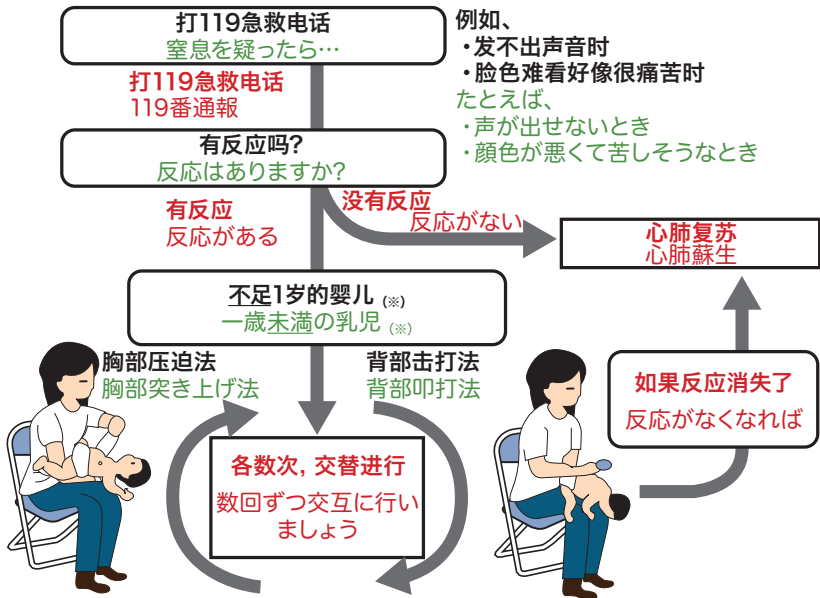 打119急救电话
窒息を疑ったら…
例如、
・发不出声音时
・脸色难看好像很痛苦时
たとえば、
・声が出せないとき
・顔色が悪くて苦しそうなとき
打119急救电话
119番通報
有反应吗？
反応はありますか？
有反应
反応がある
没有反应
反応がない
心肺复苏
心肺蘇生
不足1岁的婴儿（※）
一歳未満の乳児（※）
胸部压迫法
胸部突き上げ法
背部击打法
背部叩打法
各数次，交替进行
数回ずつ交互に行い
ましょう
如果反应消失了
反応がなくなれば